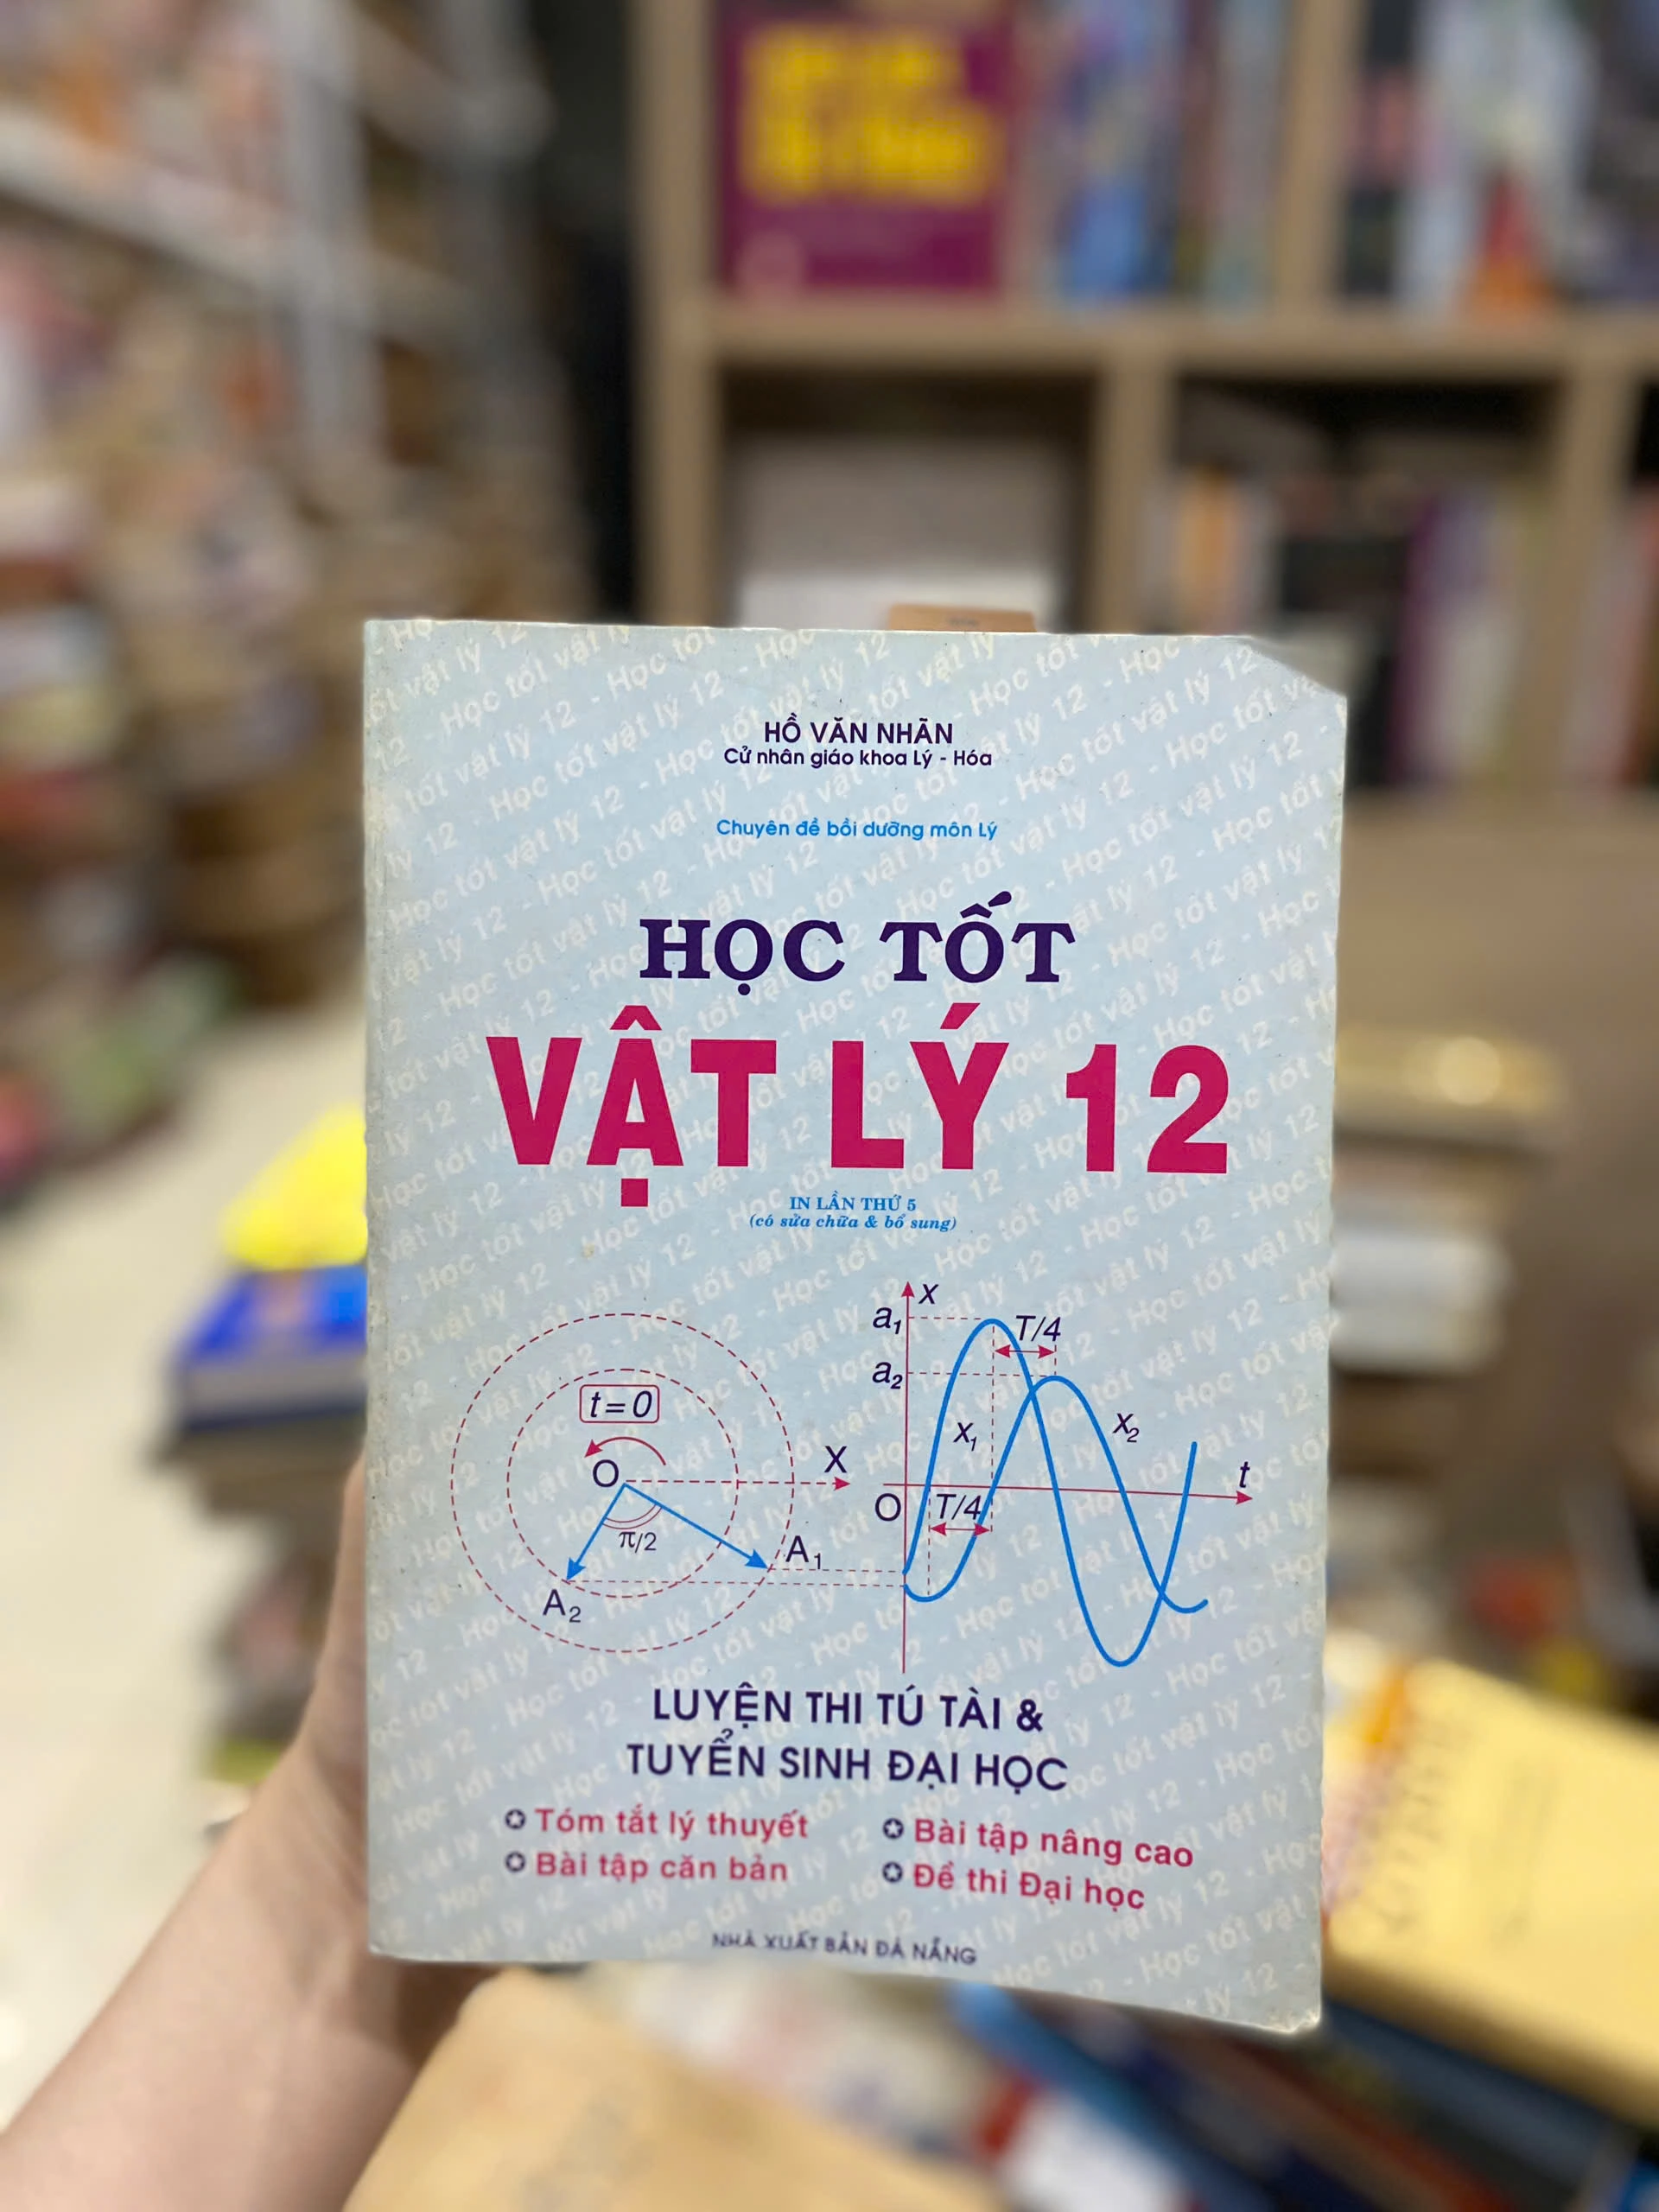 HỒ VĂN NHÃN
Cử nhân giáo khoa Lý - Hóa
Chuyên đề bồi dưỡng môn Lý
HỌC TỐT
VẬT LÝ 12
IN LẦN THỨ 5
(có sửa chữa & bổ sung)
x
a₁
T/4
a₂
t=0
x₁
x₂
O
X
t
O
T/4
π/2
A₁
A₂
LUYỆN THI TÚ TÀI &
TUYỂN SINH ĐẠI HỌC
✪ Tóm tắt lý thuyết
✪ Bài tập nâng cao
✪ Bài tập căn bản
✪ Đề thi Đại học
NHÀ XUẤT BẢN ĐÀ NẴNG